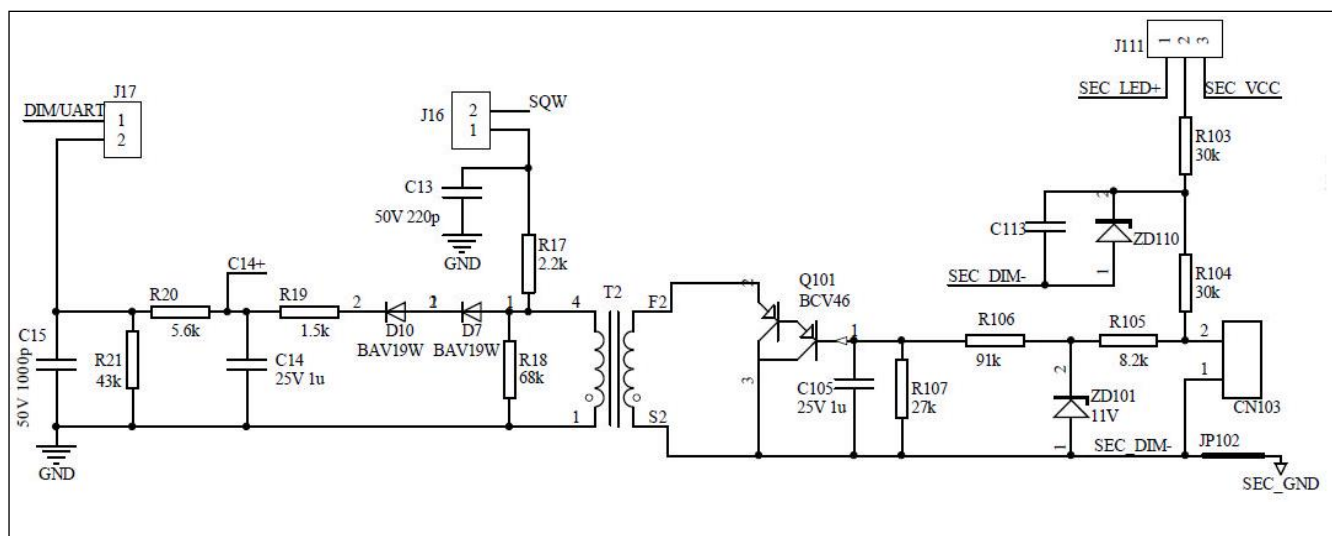 J111
1 2 3
SEC_LED+
SEC_VCC
J17
DIM/UART
1
2
J16
2
1
SQW
R103
30k
C13
50V 220p
GND
R17
2.2k
C113
2
ZD110
1
SEC_DIM-
R104
30k
C14+
R20
5.6k
R19
1.5k
2
D10
BAV19W
D7
BAV19W
1
4
T2
F2
2
Q101
BCV46
1
3
R106
91k
R105
8.2k
2
1
CN103
C15
50V 1000p
R21
43k
C14
25V 1u
R18
68k
C105
25V 1u
R107
27k
2
ZD101
11V
1
1
S2
SEC_DIM-
JP102
GND
SEC_GND